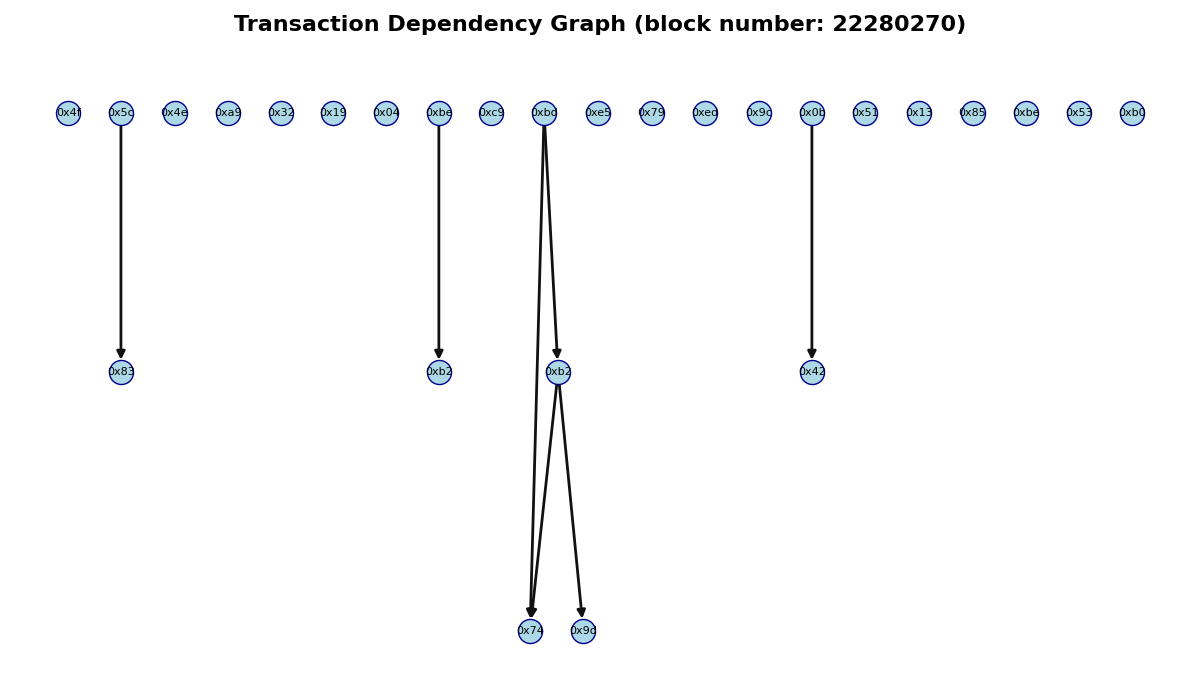 Transaction Dependency Graph (block number: 22280270)
0x4f 0x5c 0x4e 0xa9 0x32 0x19 0x04 0xbe 0xc9 0xbd 0xe5 0x79 0xed 0x9c 0x0b 0x51 0x13 0x85 0xbe 0x53 0xb0
0x83 0xb2 0xb2 0x42
0x74 0x9d